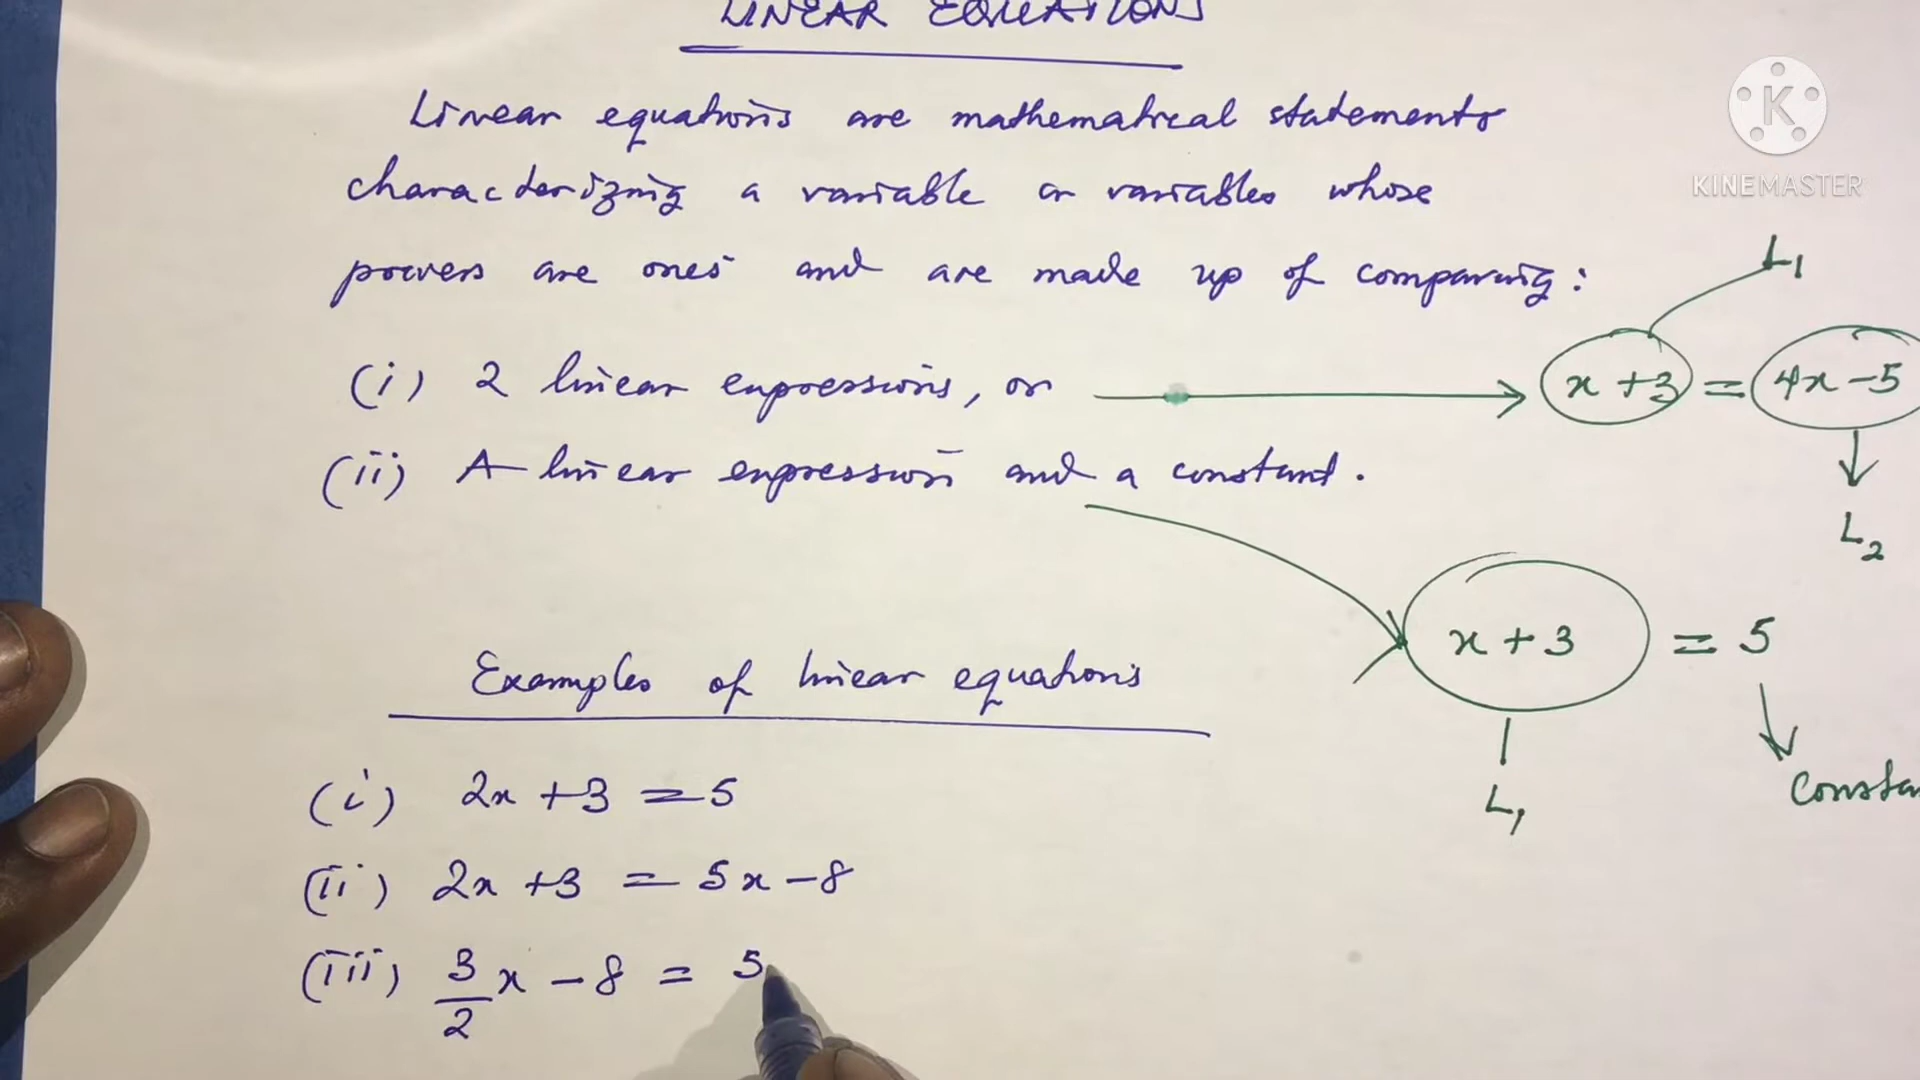 LINEAR EQUATIONS
Linear equations are mathematical statements
characterizing a variable or variables whose
powers are ones and are made up of comparing:
(i) 2 linear expressions, or
(ii) A linear expression and a constant.
L1
x + 3 = 4x - 5
L2
x + 3 = 5
L1
Consta
Examples of linear equations
(i) 2x + 3 = 5
(ii) 2x + 3 = 5x - 8
(iii) 3/2 x - 8 = 5
KINEMASTER